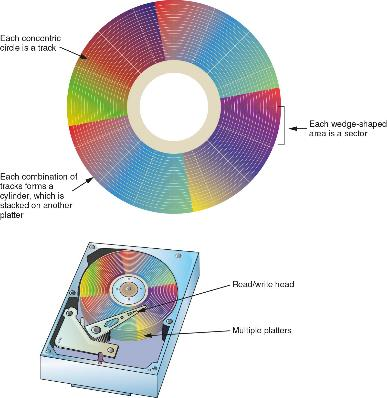 Each concentric
circle is a track
Each wedge-shaped
area is a sector
Each combination of
tracks forms a
cylinder, which is
stacked on another
platter
Read/write head
Multiple platters